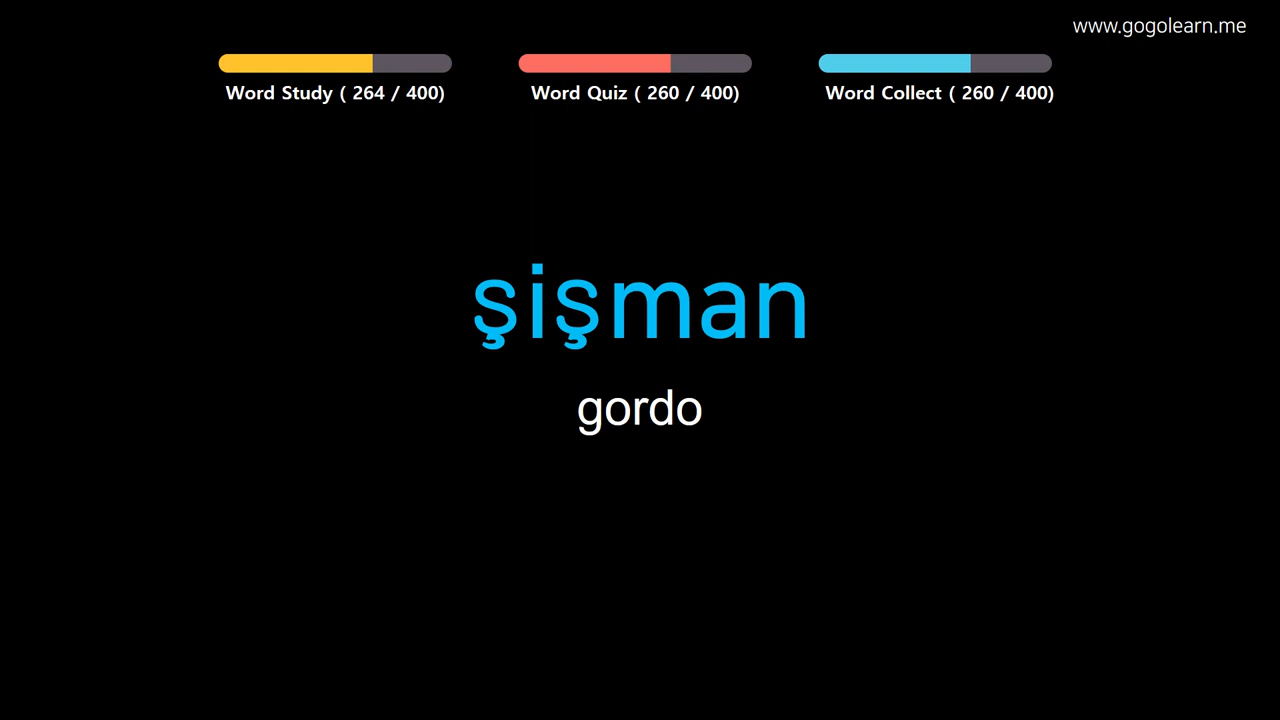 www.gogolearn.me
Word Study ( 264 / 400)
Word Quiz ( 260 / 400)
Word Collect ( 260 / 400)
şişman
gordo